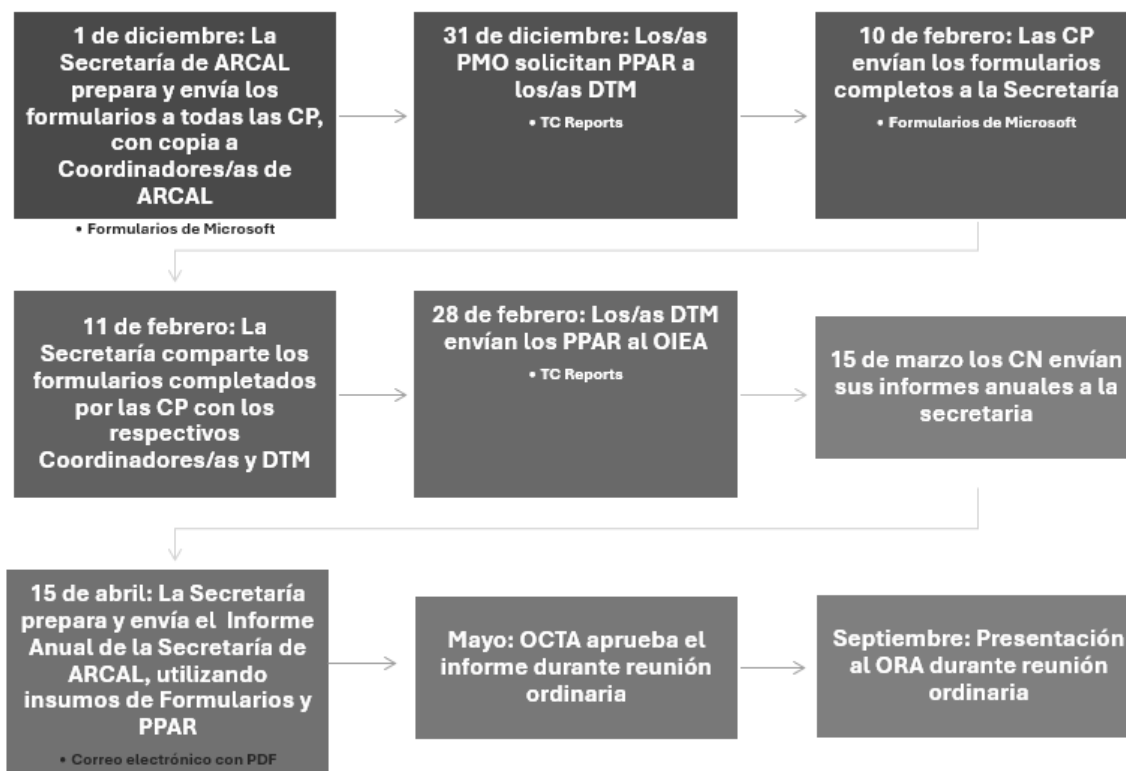 1 de diciembre: La
Secretaría de ARCAL
prepara y envía los
formularios a todas las CP,
con copia a
Coordinadores/as de
ARCAL
• Formularios de Microsoft
31 de diciembre: Los/as
PMO solicitan PPAR a
los/as DTM
• TC Reports
10 de febrero: Las CP
envían los formularios
completos a la Secretaría
• Formularios de Microsoft
11 de febrero: La
Secretaría comparte los
formularios completados
por las CP con los
respectivos
Coordinadores/as y DTM
28 de febrero: Los/as DTM
envían los PPAR al OIEA
• TC Reports
15 de marzo los CN envían
sus informes anuales a la
secretaria
15 de abril: La Secretaría
prepara y envía el Informe
Anual de la Secretaría de
ARCAL, utilizando
insumos de Formularios y
PPAR
• Correo electrónico con PDF
Mayo: OCTA aprueba el
informe durante reunión
ordinaria
Septiembre: Presentación
al ORA durante reunión
ordinaria